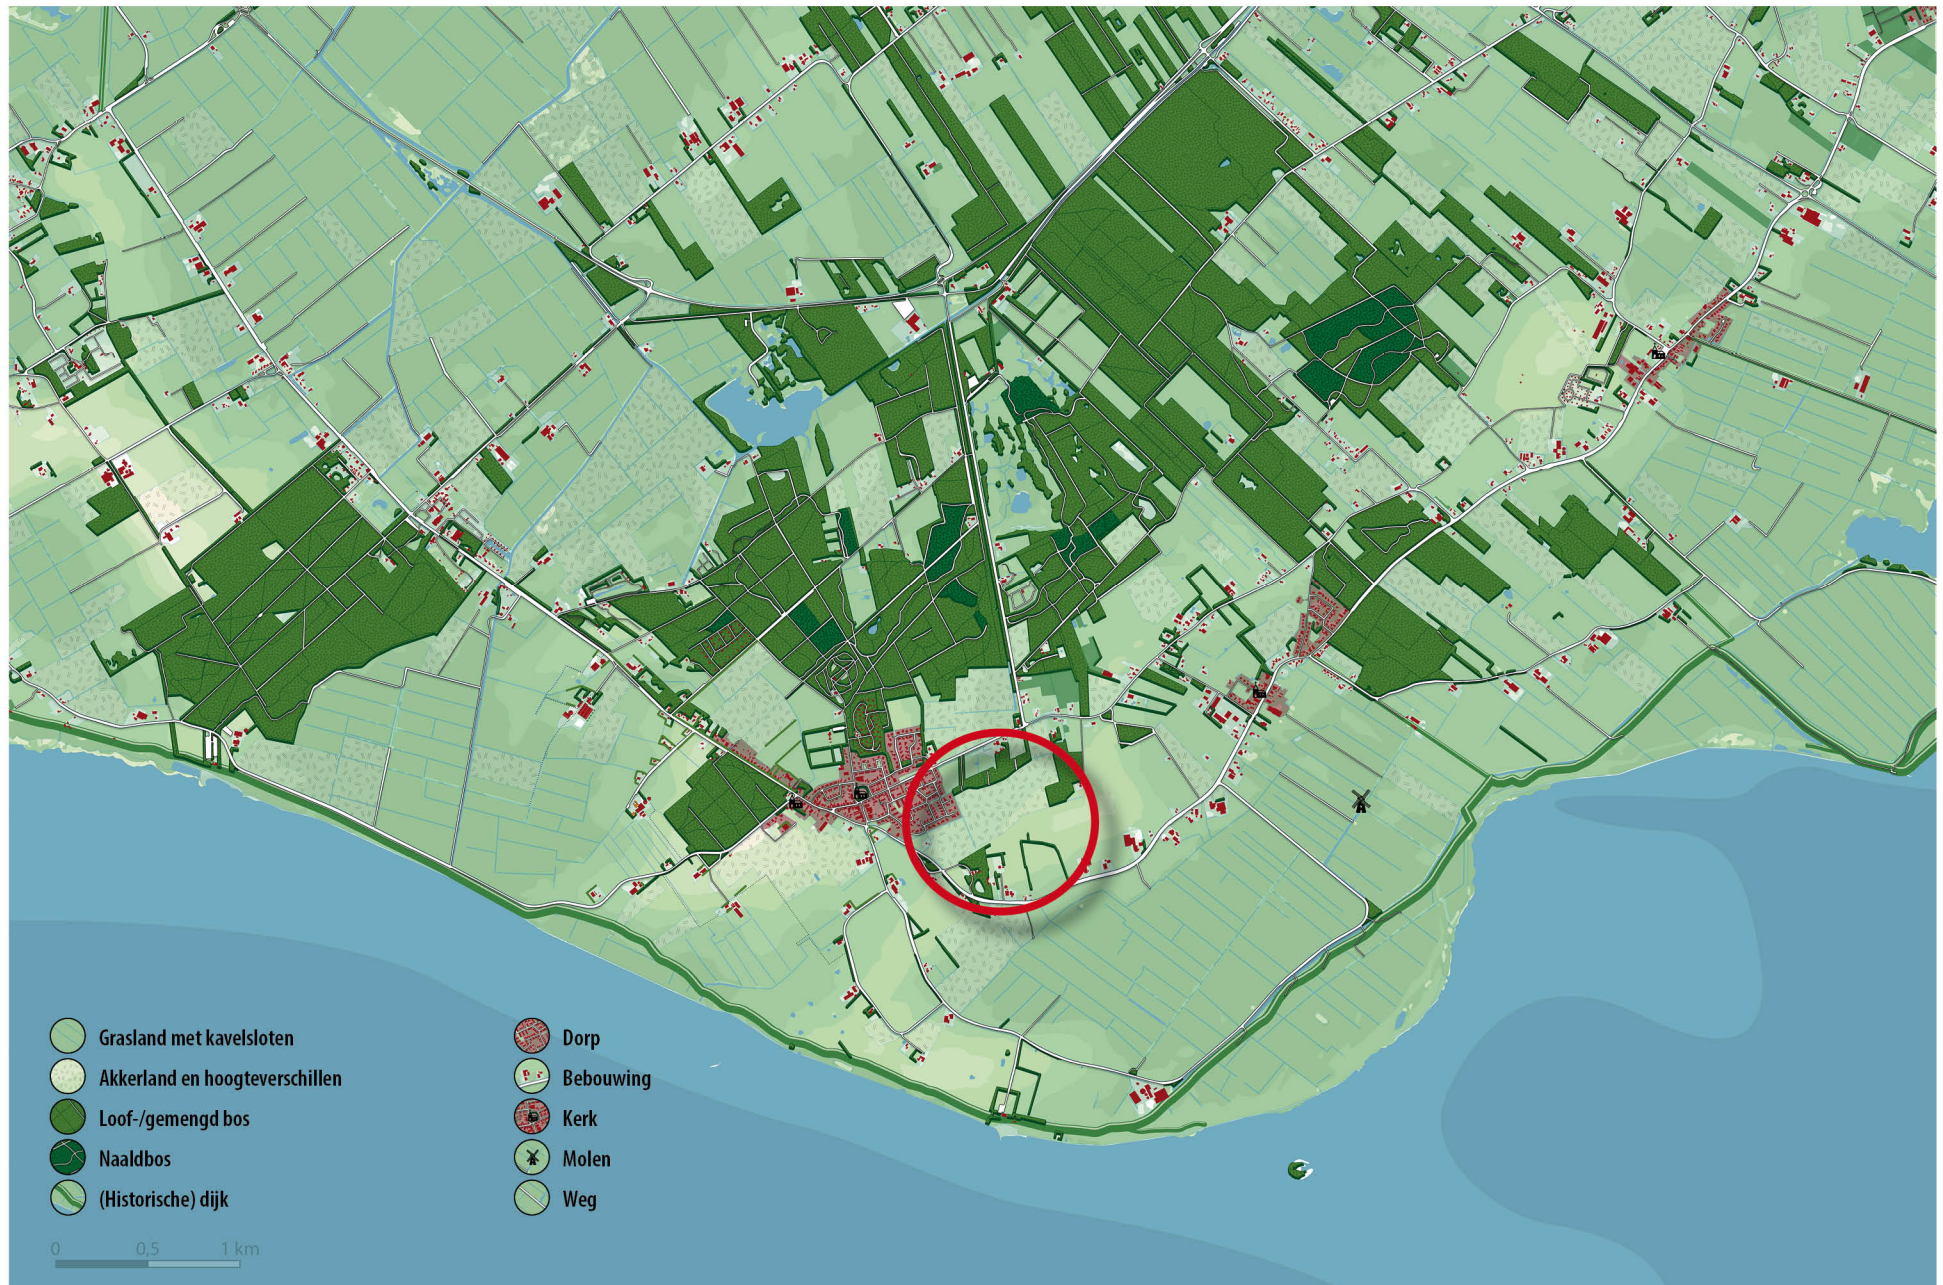 Grasland met kavelsloten
Akkerland en hoogteverschillen
Loof-/gemengd bos
Naaldbos
(Historische) dijk
Dorp
Bebouwing
Kerk
Molen
Weg
0 0,5 1 km